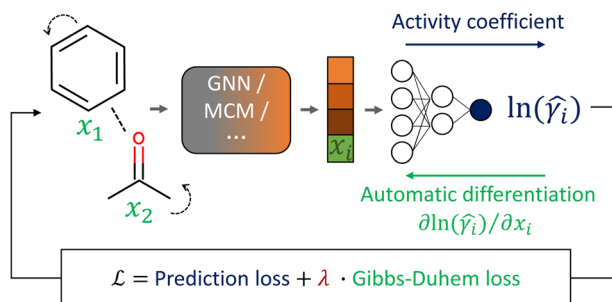 Activity coefficient
x₁
O
x₂
GNN /
MCM /
...
xᵢ
ln(γ̂ᵢ)
Automatic differentiation
∂ln(γ̂ᵢ)/∂xᵢ
ℒ = Prediction loss + λ · Gibbs-Duhem loss